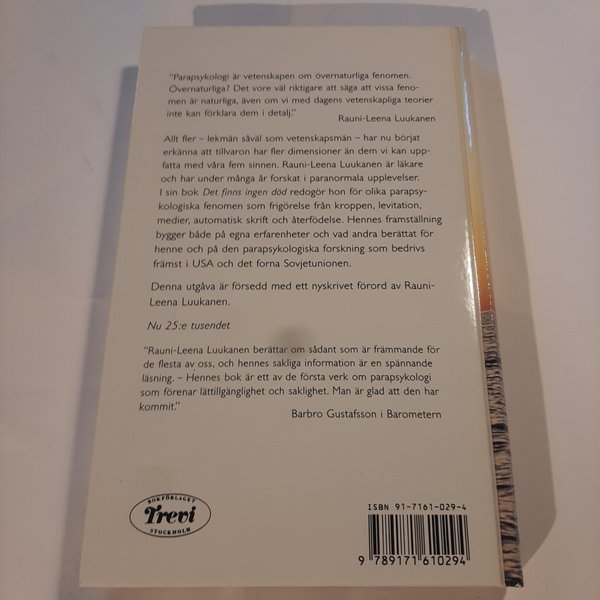 "Parapsykologi är vetenskapen om övernaturliga fenomen.
Övernaturliga? Det vore väl riktigare att säga att vissa feno-
men är naturliga, även om vi med dagens vetenskapliga teorier
inte kan förklara dem i detalj."
Rauni-Leena Luukanen
Allt fler – lekmän såväl som vetenskapsmän – har nu börjat
erkänna att tillvaron har fler dimensioner än dem vi kan upp-
fatta med våra fem sinnen. Rauni-Leena Luukanen är läkare
och har under många år forskat i paranormala upplevelser.
I sin bok Det finns ingen död redogör hon för olika parapsy-
kologiska fenomen som frigörelse från kroppen, levitation,
medier, automatisk skrift och återfödelse. Hennes framställning
bygger både på egna erfarenheter och vad andra berättat för
henne och på den parapsykologiska forskning som bedrivs
främst i USA och det forna Sovjetunionen.
Denna utgåva är försedd med ett nyskrivet förord av Rauni-
Leena Luukanen.
Nu 25:e tusendet
"Rauni-Leena Luukanen berättar om sådant som är främmande för
de flesta av oss, och hennes sakliga information är en spännande
läsning. – Hennes bok är ett av de första verk om parapsykologi
som förenar lättillgänglighet och saklighet. Man är glad att den har
kommit."
Barbro Gustafsson i Barometern
BOKFÖRLAGET
Trevi
STOCKHOLM
ISBN 91-7161-029-4
9 789171 610294